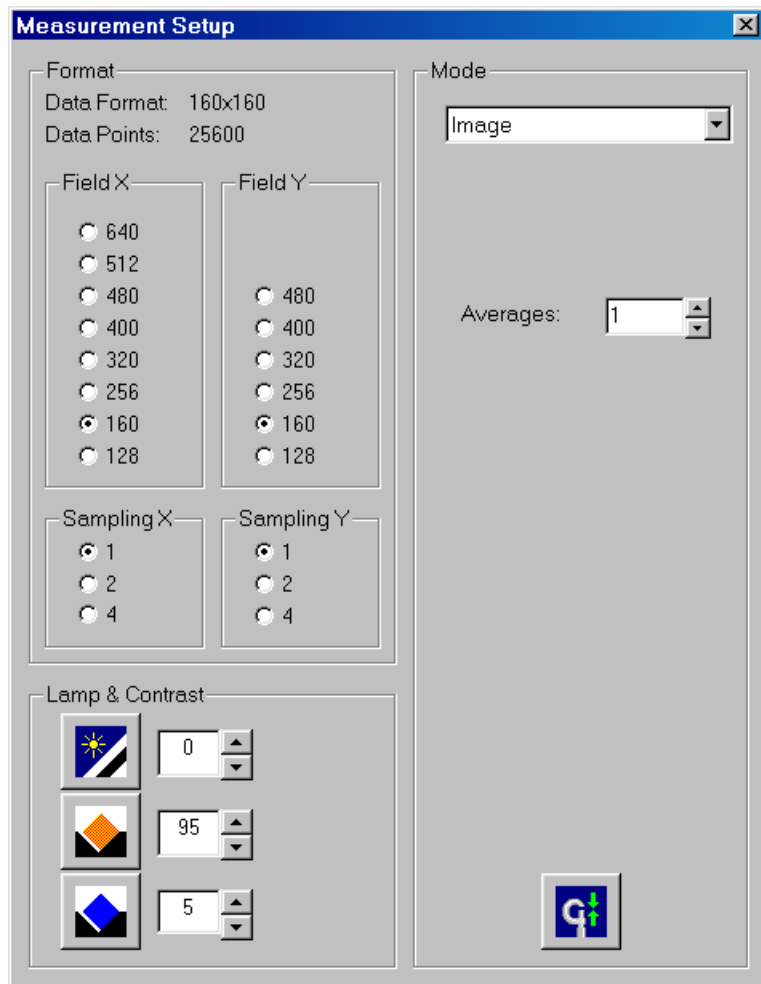 Measurement Setup
Format
Data Format: 160x160
Data Points: 25600
Field X
640
512
480
400
320
256
160
128
Field Y
480
400
320
256
160
128
Sampling X
1
2
4
Sampling Y
1
2
4
Lamp & Contrast
0
95
5
Mode
Image
Averages: 1